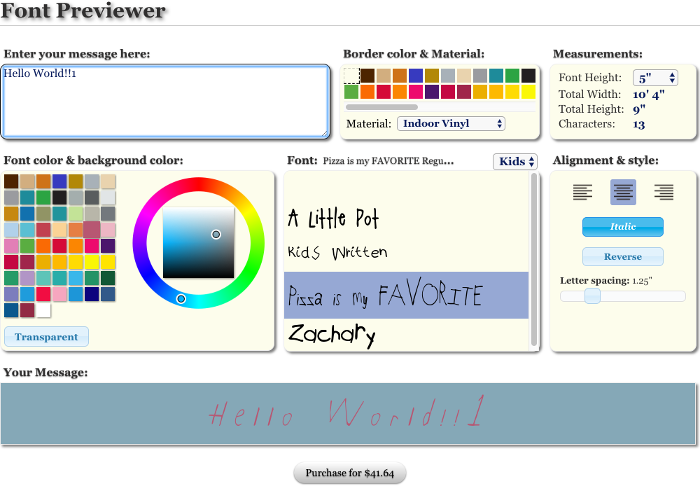 Font Previewer
Enter your message here:
Hello World!!1
Border color & Material:
Material: Indoor Vinyl
Measurements:
Font Height: 5"
Total Width: 10' 4"
Total Height: 9"
Characters: 13
Font color & background color:
Transparent
Font: Pizza is my FAVORITE Regu... Kids
A Little Pot
Kids Written
Pizza is my FAVORITE
Zachary
Alignment & style:
Italic
Reverse
Letter spacing: 1.25"
Your Message:
Hello World!!1
Purchase for $41.64